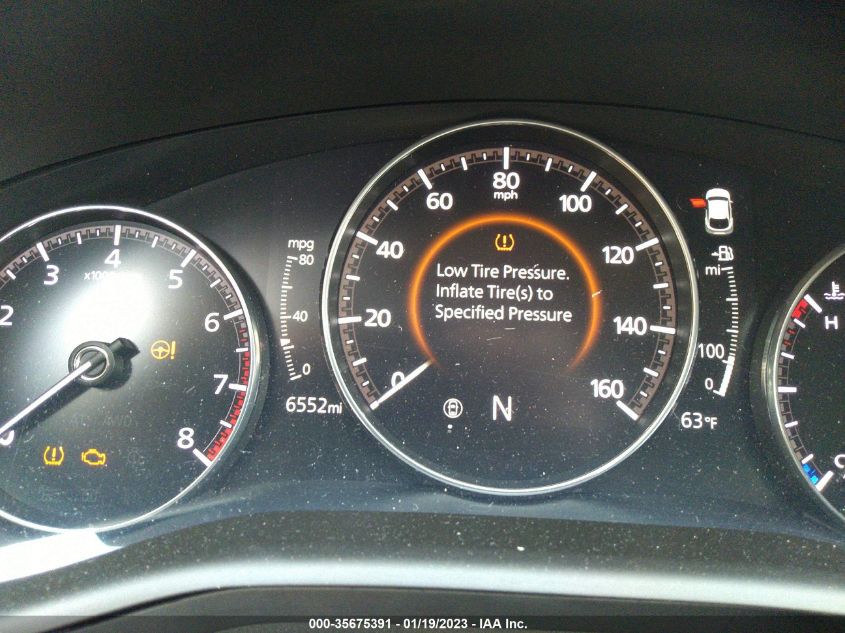 2
3
4
5
6
7
8
0
mpg
80
40
0
6552mi
0
20
40
60
80
mph
100
120
140
160
Low Tire Pressure.
Inflate Tire(s) to
Specified Pressure
N
mi
100
0
63°F
H
C
000-35675391 - 01/19/2023 - IAA Inc.